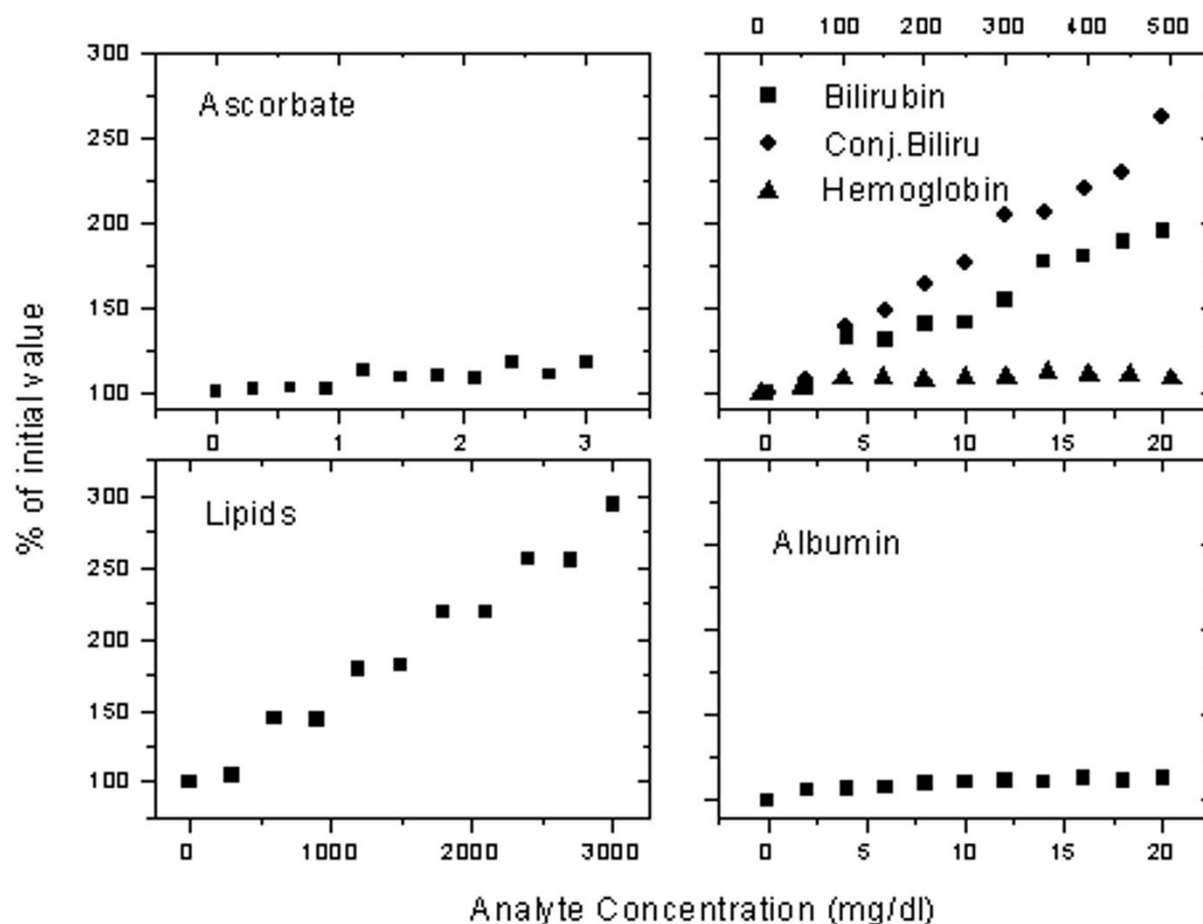 0 100 200 300 400 500
300
250
200
150
100
Ascorbate
0 1 2 3
Bilirubin
Conj.Biliru
Hemoglobin
0 5 10 15 20
% of initial value
300
250
200
150
100
Lipids
0 1000 2000 3000
Albumin
0 5 10 15 20
Analyte Concentration (mg/dl)